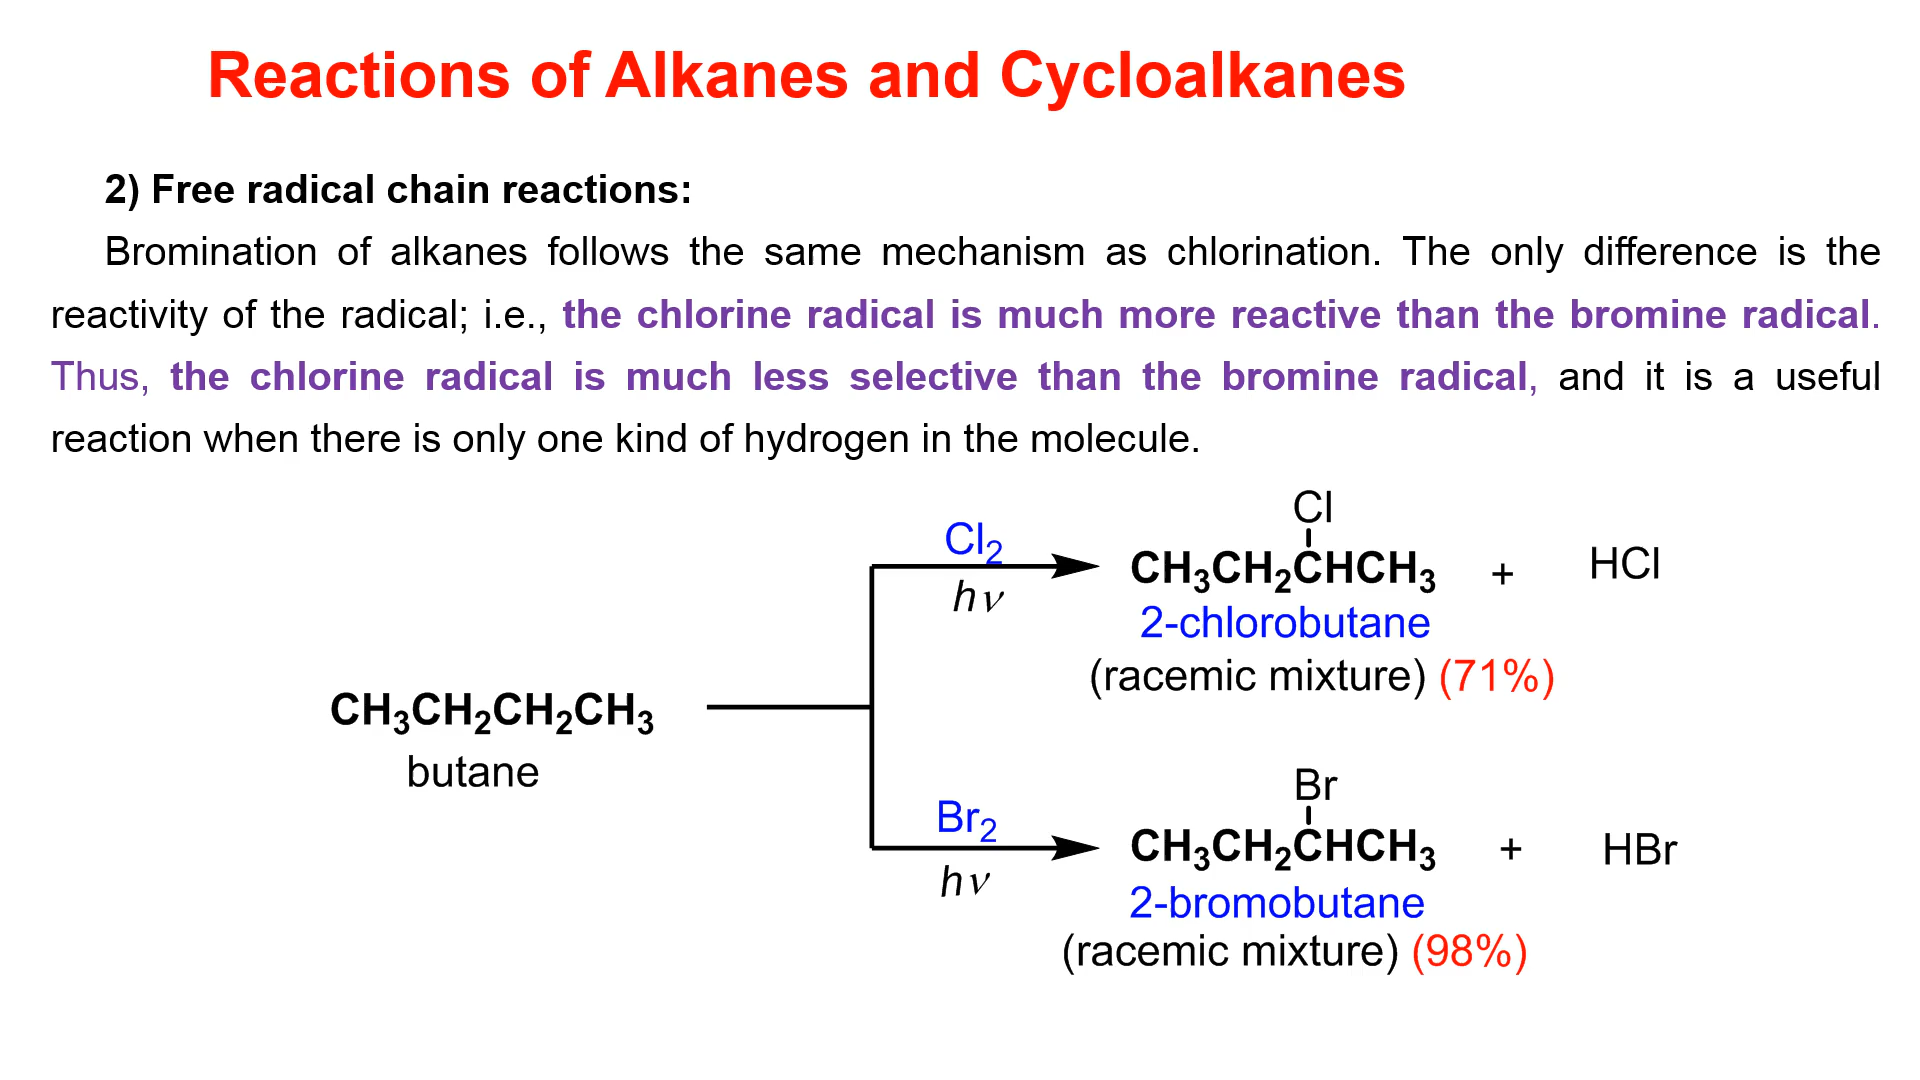 Reactions of Alkanes and Cycloalkanes
2) Free radical chain reactions:
Bromination of alkanes follows the same mechanism as chlorination. The only difference is the
reactivity of the radical; i.e., the chlorine radical is much more reactive than the bromine radical.
Thus, the chlorine radical is much less selective than the bromine radical, and it is a useful
reaction when there is only one kind of hydrogen in the molecule.
Cl
Cl₂
hν
CH₃CH₂CHCH₃ + HCl
2-chlorobutane
(racemic mixture) (71%)
CH₃CH₂CH₂CH₃
butane
Br
Br₂
hν
CH₃CH₂CHCH₃ + HBr
2-bromobutane
(racemic mixture) (98%)